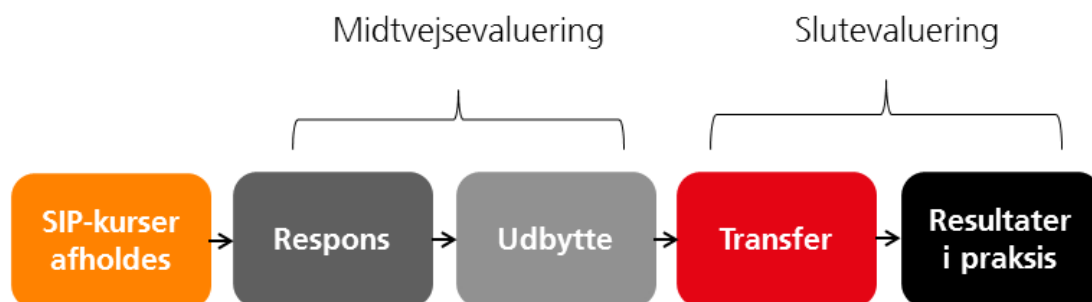 Midtvejsevaluering
Slutevaluering
SIP-kurser
afholdes
Respons
Udbytte
Transfer
Resultater
i praksis